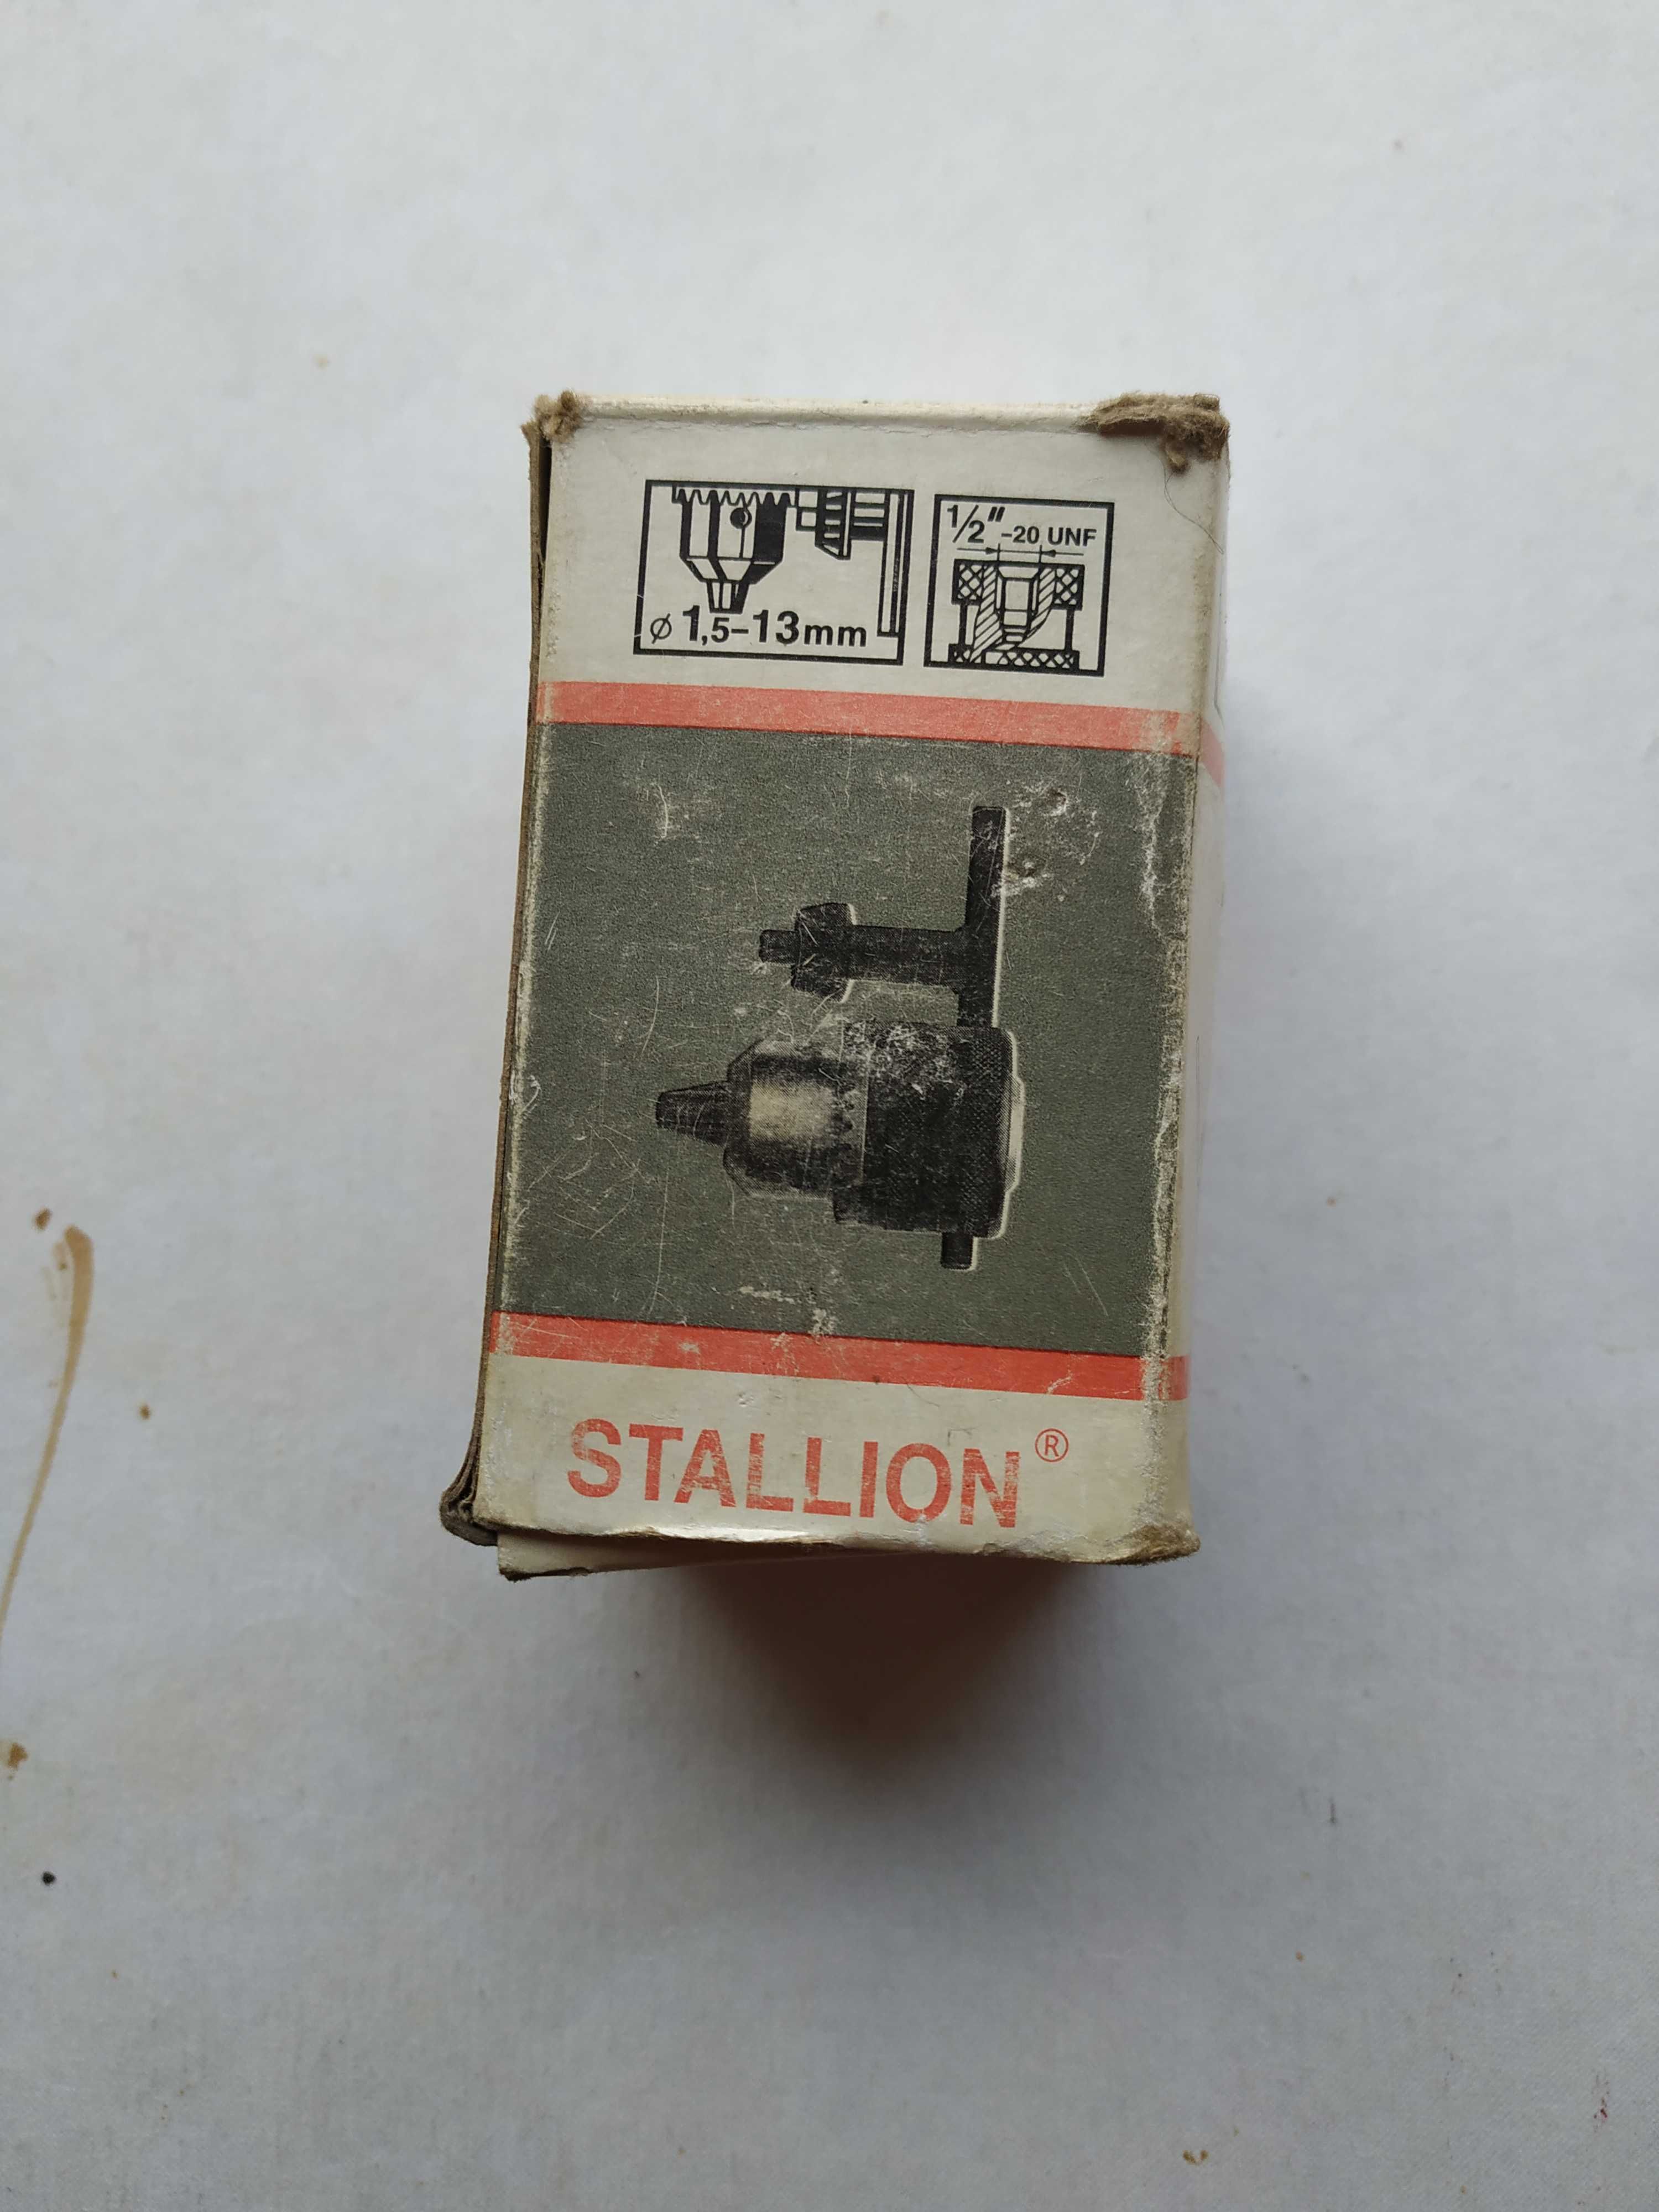 ø 1,5-13mm
1/2"-20 UNF
STALLION®